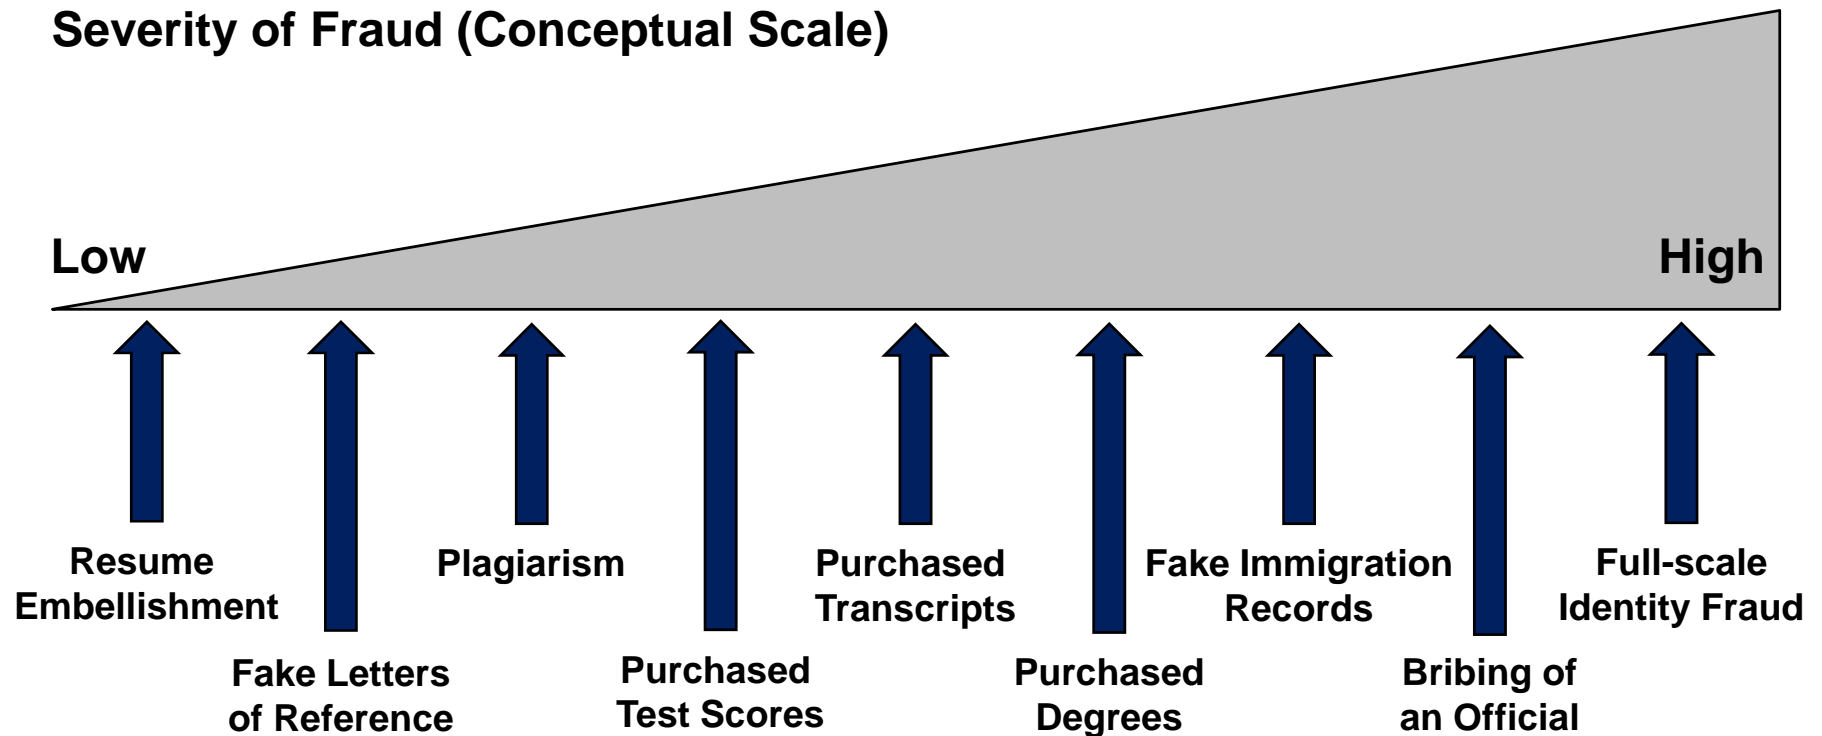 Severity of Fraud (Conceptual Scale)
Low
High
Resume
Embellishment
Fake Letters
of Reference
Plagiarism
Purchased
Test Scores
Purchased
Transcripts
Purchased
Degrees
Fake Immigration
Records
Bribing of
an Official
Full-scale
Identity Fraud